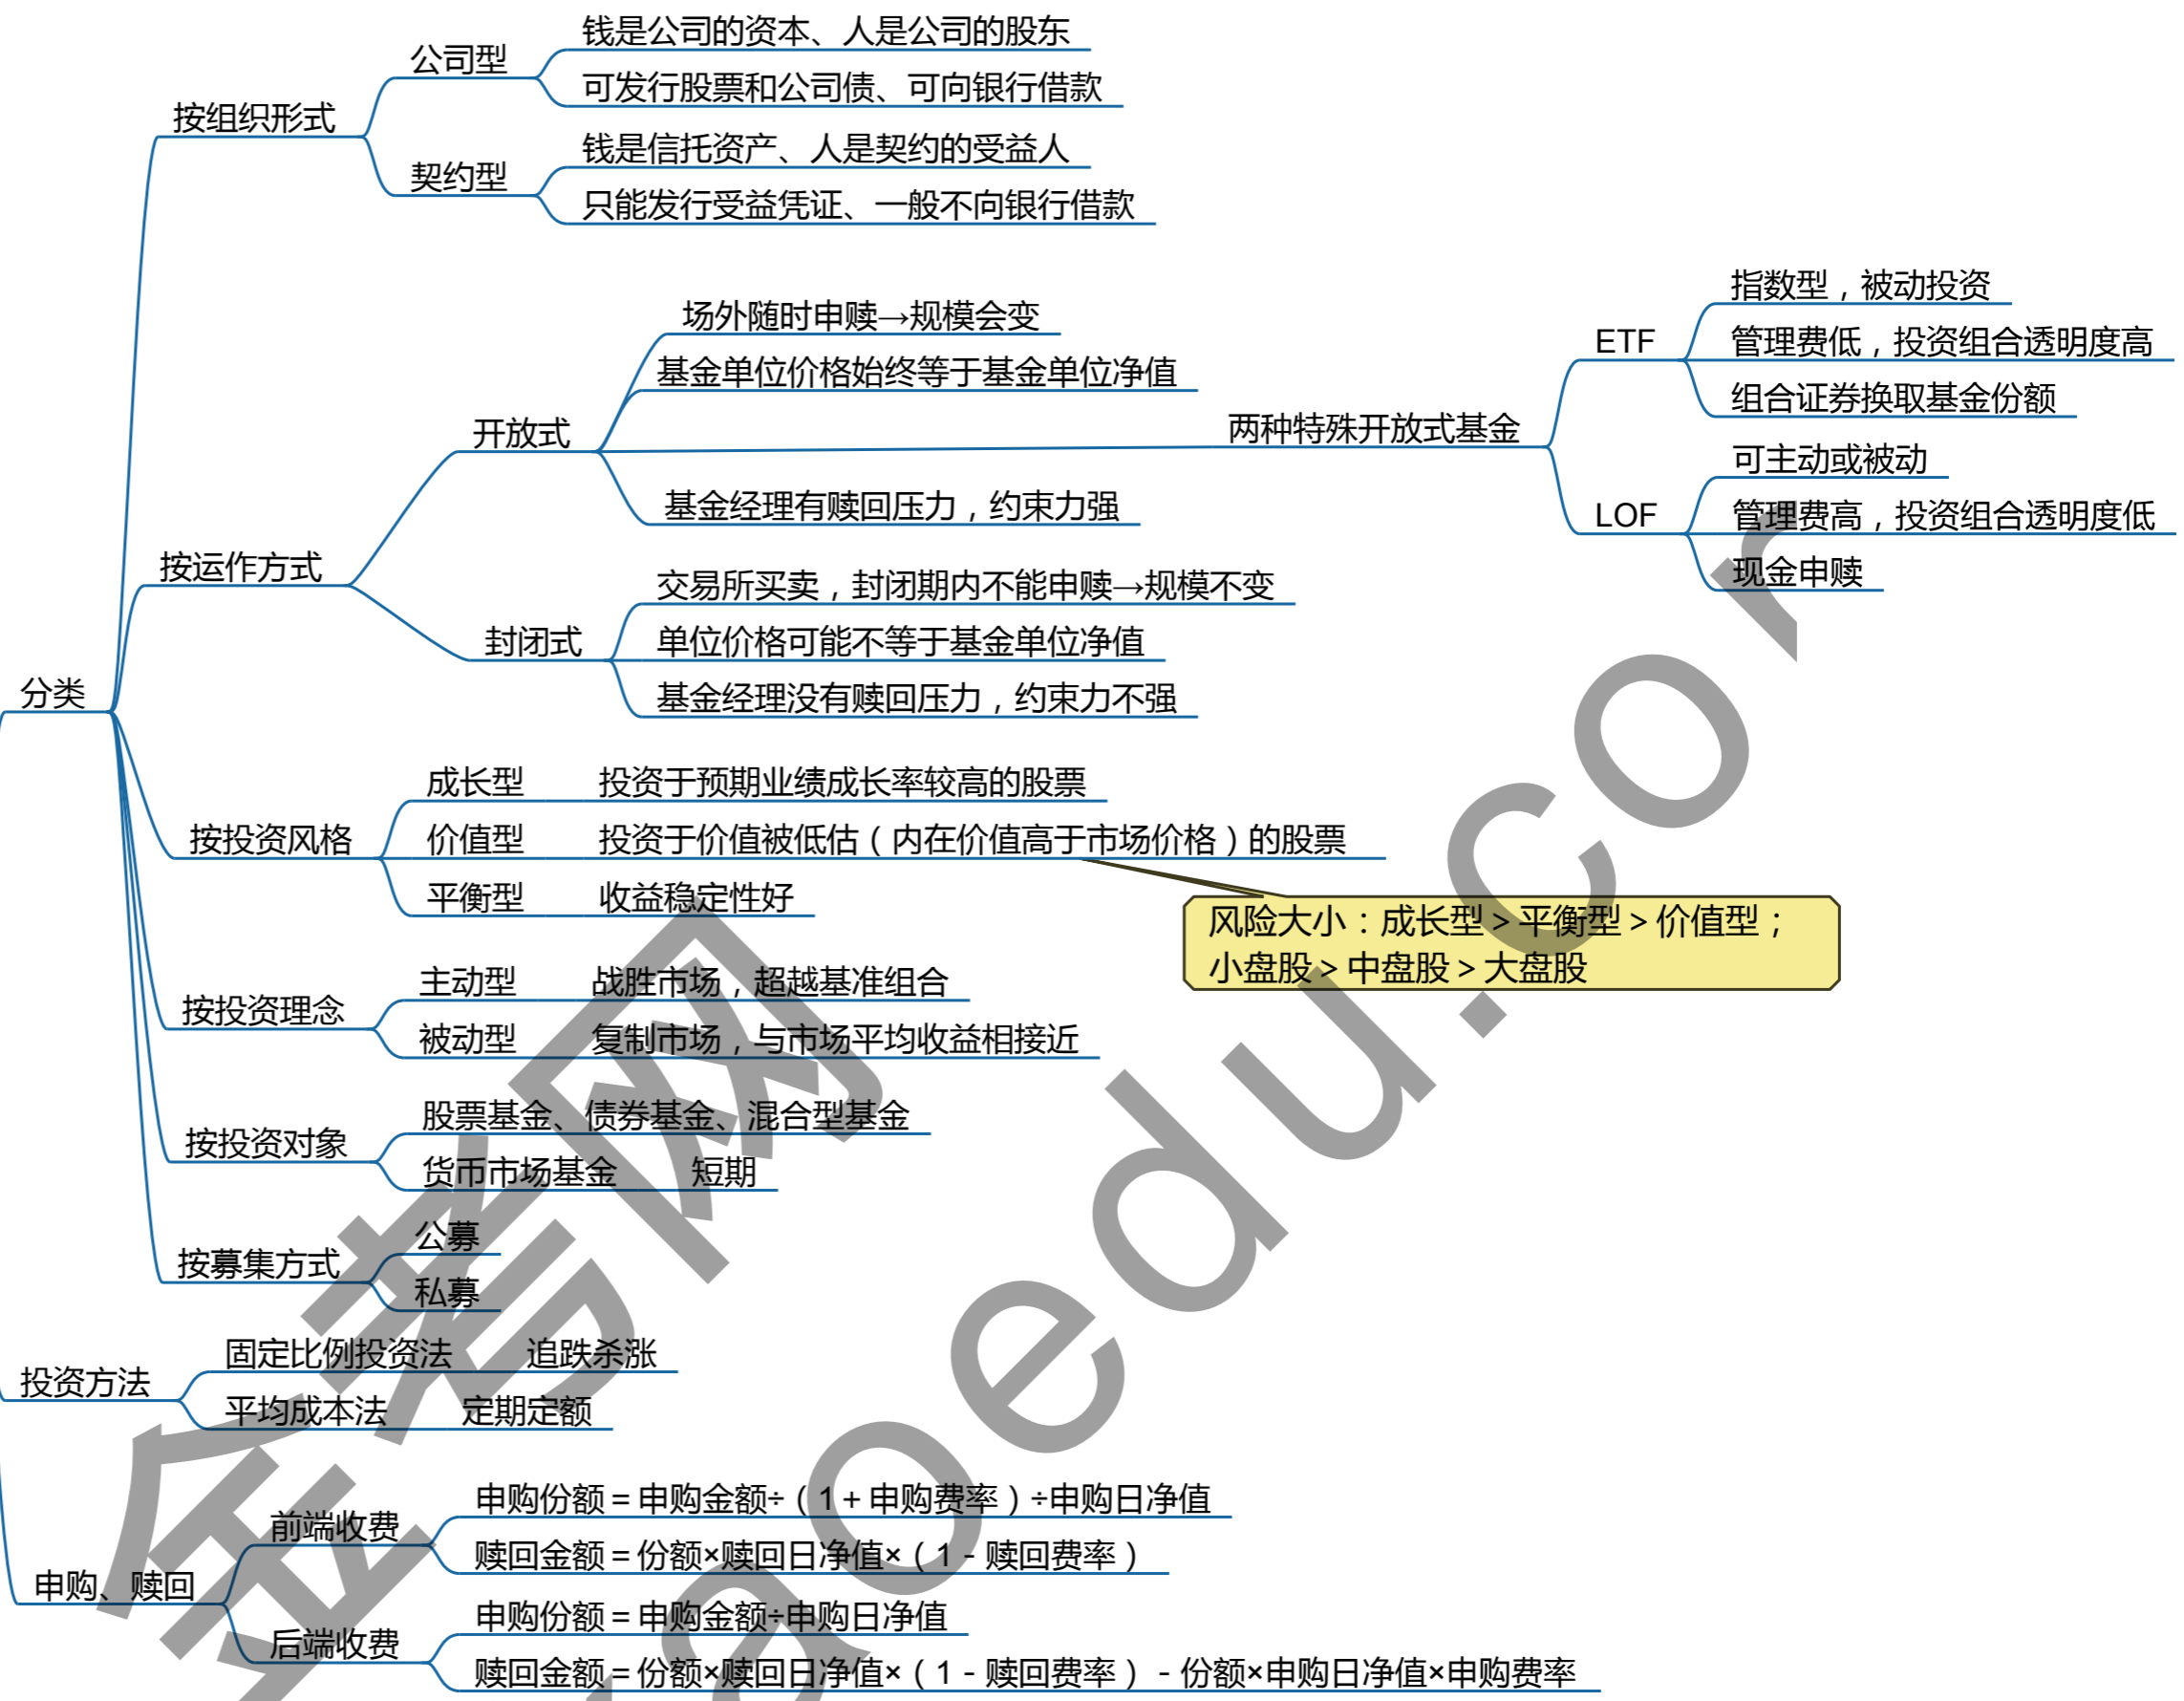 分类
按组织形式
公司型
钱是公司的资本、人是公司的股东
可发行股票和公司债、可向银行借款
契约型
钱是信托资产、人是契约的受益人
只能发行受益凭证、一般不向银行借款
按运作方式
开放式
场外随时申赎→规模会变
基金单位价格始终等于基金单位净值
两种特殊开放式基金
ETF
指数型，被动投资
管理费低，投资组合透明度高
组合证券换取基金份额
LOF
可主动或被动
管理费高，投资组合透明度低
现金申赎
基金经理有赎回压力，约束力强
封闭式
交易所买卖，封闭期内不能申赎→规模不变
单位价格可能不等于基金单位净值
基金经理没有赎回压力，约束力不强
按投资风格
成长型 投资于预期业绩成长率较高的股票
价值型 投资于价值被低估（内在价值高于市场价格）的股票
平衡型 收益稳定性好
风险大小：成长型＞平衡型＞价值型；
小盘股＞中盘股＞大盘股
按投资理念
主动型 战胜市场，超越基准组合
被动型 复制市场，与市场平均收益相接近
按投资对象
股票基金、债券基金、混合型基金
货币市场基金 短期
按募集方式
公募
私募
投资方法
固定比例投资法 追跌杀涨
平均成本法 定期定额
申购、赎回
前端收费
申购份额＝申购金额÷（1＋申购费率）÷申购日净值
赎回金额＝份额×赎回日净值×（1－赎回费率）
后端收费
申购份额＝申购金额÷申购日净值
赎回金额＝份额×赎回日净值×（1－赎回费率）－份额×申购日净值×申购费率
金考网
aoedu.co